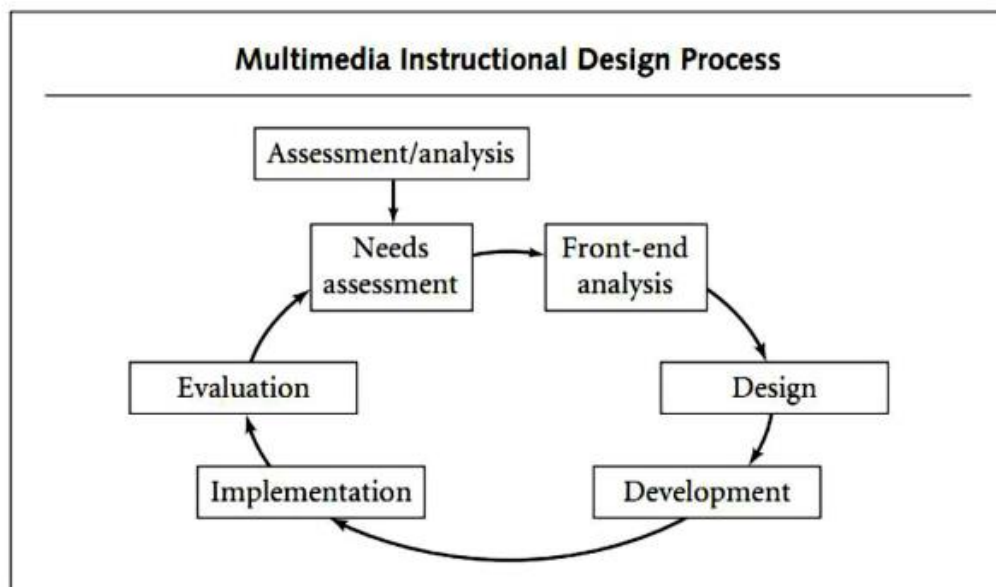 Multimedia Instructional Design Process
Assessment/analysis
Needs
assessment
Front-end
analysis
Evaluation
Design
Implementation
Development